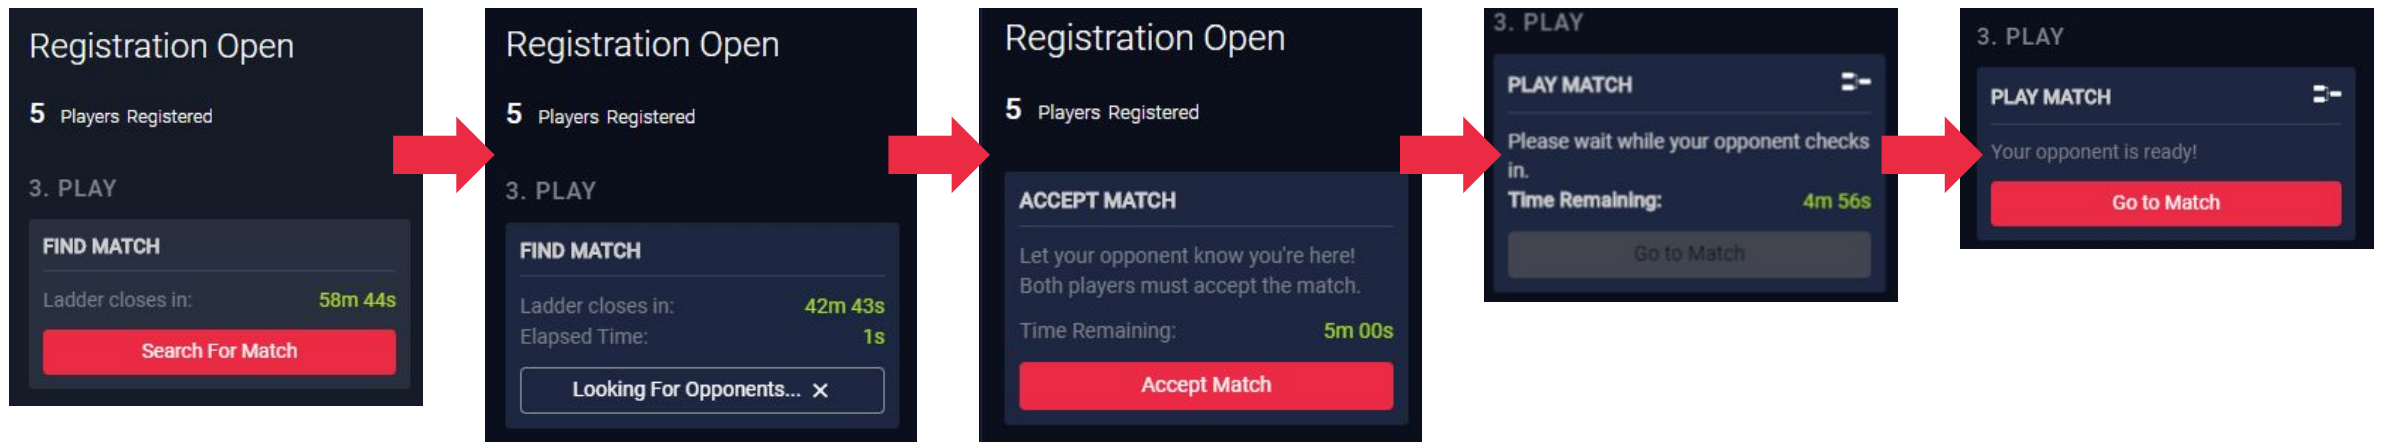 Registration Open
5 Players Registered
3. PLAY
FIND MATCH
Ladder closes in: 58m 44s
Search For Match
Registration Open
5 Players Registered
3. PLAY
FIND MATCH
Ladder closes in: 42m 43s
Elapsed Time: 1s
Looking For Opponents... ×
Registration Open
5 Players Registered
ACCEPT MATCH
Let your opponent know you're here!
Both players must accept the match.
Time Remaining: 5m 00s
Accept Match
3. PLAY
PLAY MATCH
Please wait while your opponent checks
in.
Time Remaining: 4m 56s
Go to Match
3. PLAY
PLAY MATCH
Your opponent is ready!
Go to Match